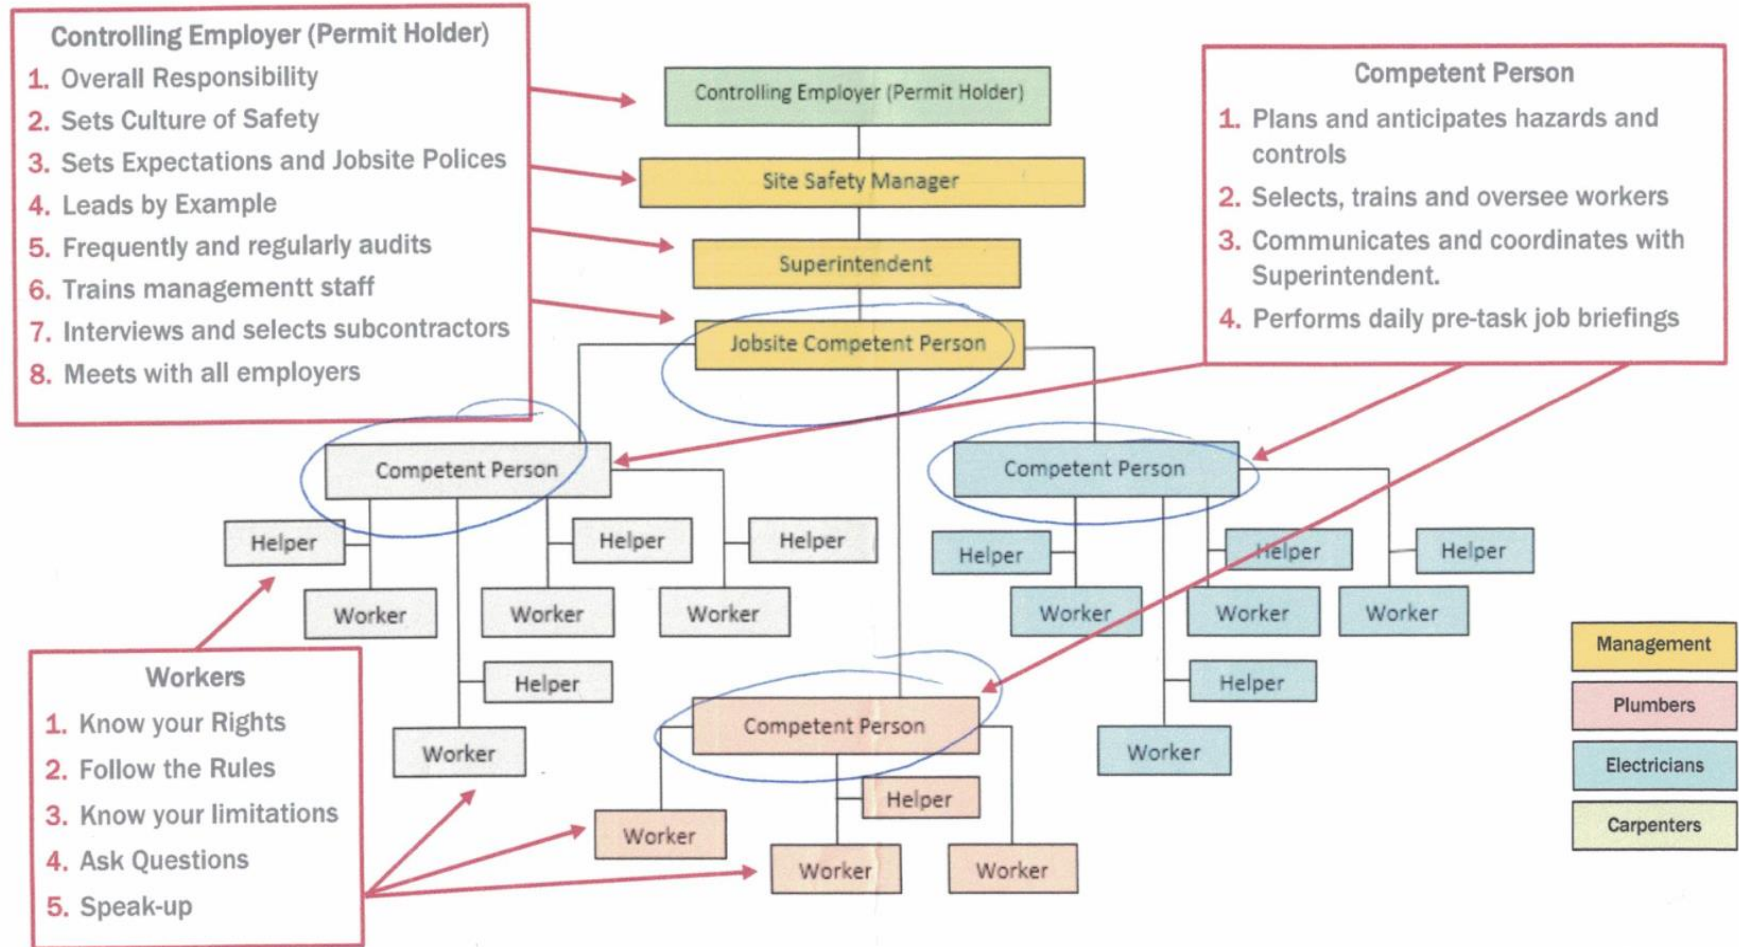 Controlling Employer (Permit Holder)
1. Overall Responsibility
2. Sets Culture of Safety
3. Sets Expectations and Jobsite Polices
4. Leads by Example
5. Frequently and regularly audits
6. Trains managementt staff
7. Interviews and selects subcontractors
8. Meets with all employers
Controlling Employer (Permit Holder)
Site Safety Manager
Superintendent
Jobsite Competent Person
Competent Person
1. Plans and anticipates hazards and
controls
2. Selects, trains and oversee workers
3. Communicates and coordinates with
Superintendent.
4. Performs daily pre-task job briefings
Competent Person
Helper
Helper
Helper
Worker
Worker
Worker
Helper
Worker
Competent Person
Helper
Helper
Helper
Worker
Worker
Worker
Helper
Worker
Competent Person
Helper
Worker
Worker
Worker
Workers
1. Know your Rights
2. Follow the Rules
3. Know your limitations
4. Ask Questions
5. Speak-up
Management
Plumbers
Electricians
Carpenters